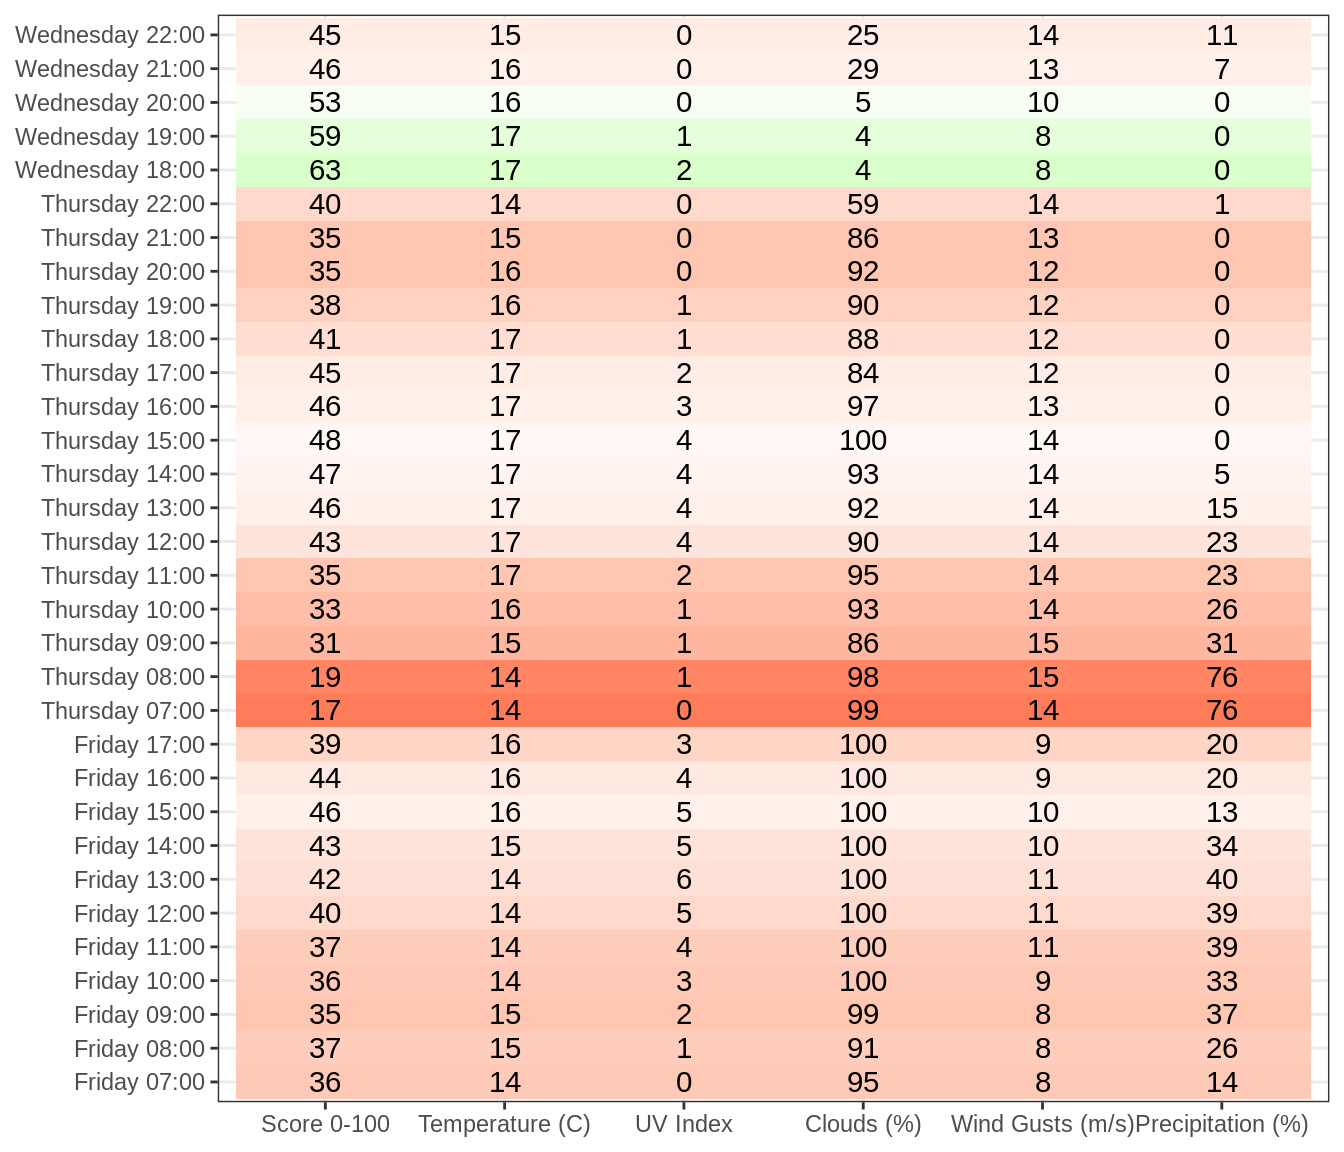 Wednesday 22:00 45 15 0 25 14 11
Wednesday 21:00 46 16 0 29 13 7
Wednesday 20:00 53 16 0 5 10 0
Wednesday 19:00 59 17 1 4 8 0
Wednesday 18:00 63 17 2 4 8 0
Thursday 22:00 40 14 0 59 14 1
Thursday 21:00 35 15 0 86 13 0
Thursday 20:00 35 16 0 92 12 0
Thursday 19:00 38 16 1 90 12 0
Thursday 18:00 41 17 1 88 12 0
Thursday 17:00 45 17 2 84 12 0
Thursday 16:00 46 17 3 97 13 0
Thursday 15:00 48 17 4 100 14 0
Thursday 14:00 47 17 4 93 14 5
Thursday 13:00 46 17 4 92 14 15
Thursday 12:00 43 17 4 90 14 23
Thursday 11:00 35 17 2 95 14 23
Thursday 10:00 33 16 1 93 14 26
Thursday 09:00 31 15 1 86 15 31
Thursday 08:00 19 14 1 98 15 76
Thursday 07:00 17 14 0 99 14 76
Friday 17:00 39 16 3 100 9 20
Friday 16:00 44 16 4 100 9 20
Friday 15:00 46 16 5 100 10 13
Friday 14:00 43 15 5 100 10 34
Friday 13:00 42 14 6 100 11 40
Friday 12:00 40 14 5 100 11 39
Friday 11:00 37 14 4 100 11 39
Friday 10:00 36 14 3 100 9 33
Friday 09:00 35 15 2 99 8 37
Friday 08:00 37 15 1 91 8 26
Friday 07:00 36 14 0 95 8 14
Score 0-100 Temperature (C) UV Index Clouds (%) Wind Gusts (m/s) Precipitation (%)